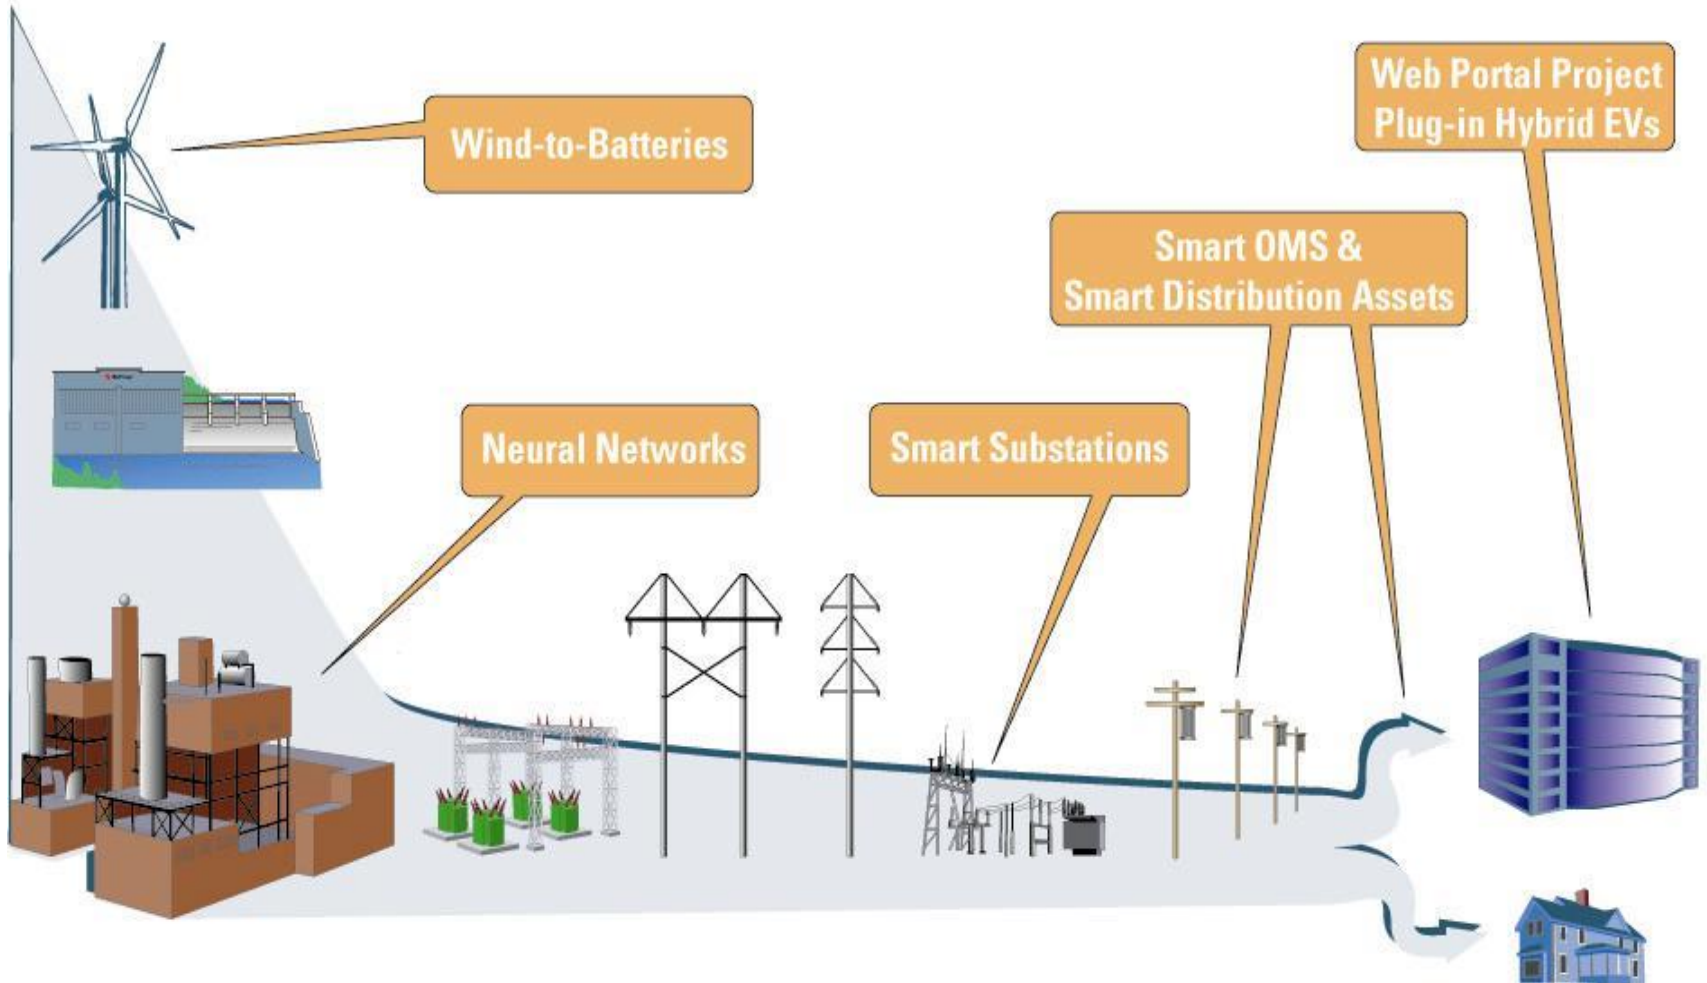 Wind-to-Batteries
Web Portal Project
Plug-in Hybrid EVs
Smart OMS &
Smart Distribution Assets
Neural Networks
Smart Substations